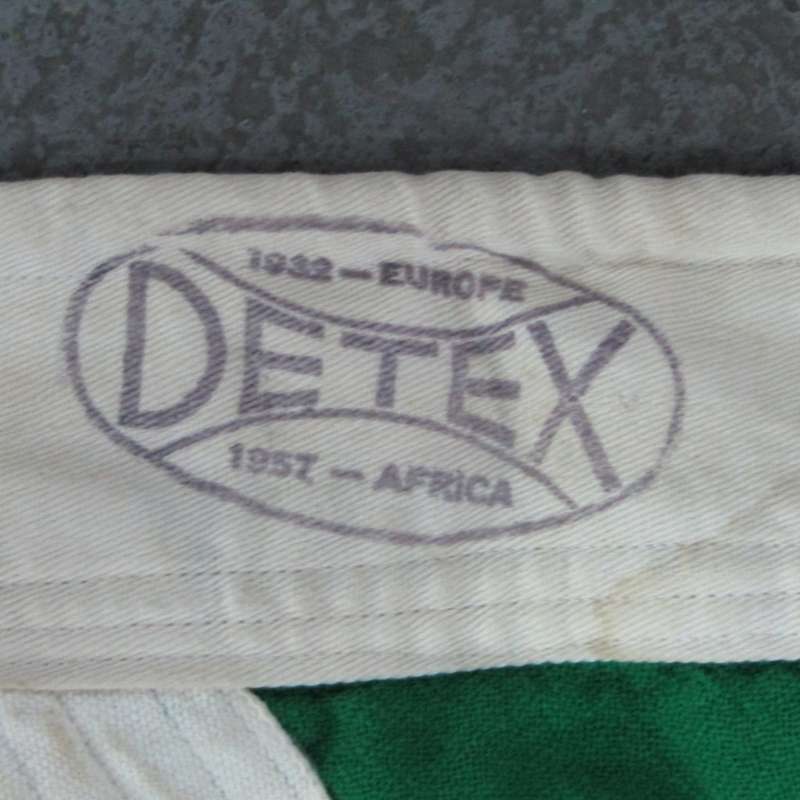 1932 – EUROPE
DETEX
1957 – AFRICA